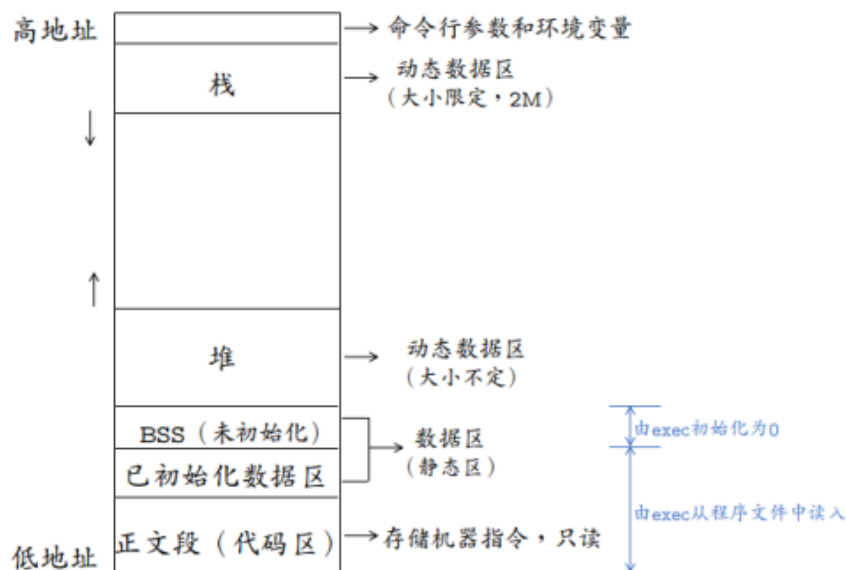 高地址
命令行参数和环境变量
栈
动态数据区
(大小限定，2M)
堆
动态数据区
(大小不定)
BSS（未初始化）
数据区
(静态区)
由exec初始化为0
已初始化数据区
由exec从程序文件中读入
正文段（代码区）
存储机器指令，只读
低地址